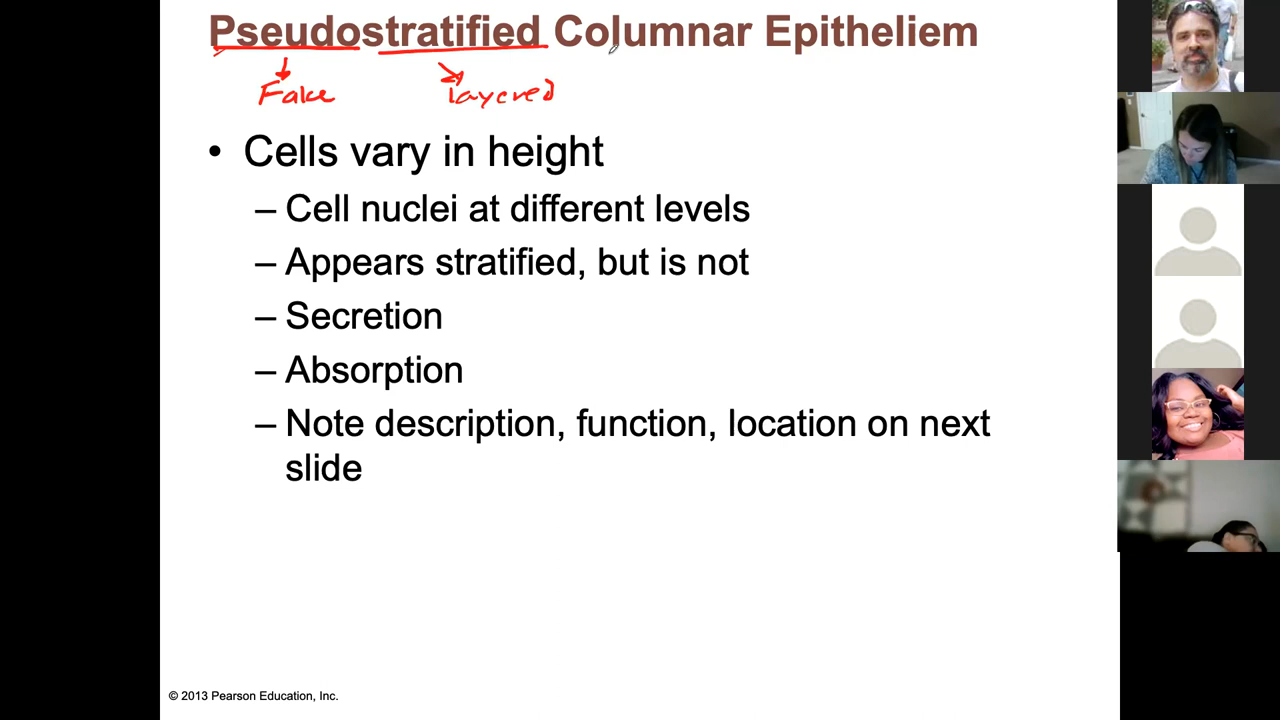 Pseudostratified Columnar Epitheliem
Fake
layered
• Cells vary in height
– Cell nuclei at different levels
– Appears stratified, but is not
– Secretion
– Absorption
– Note description, function, location on next
slide
© 2013 Pearson Education, Inc.